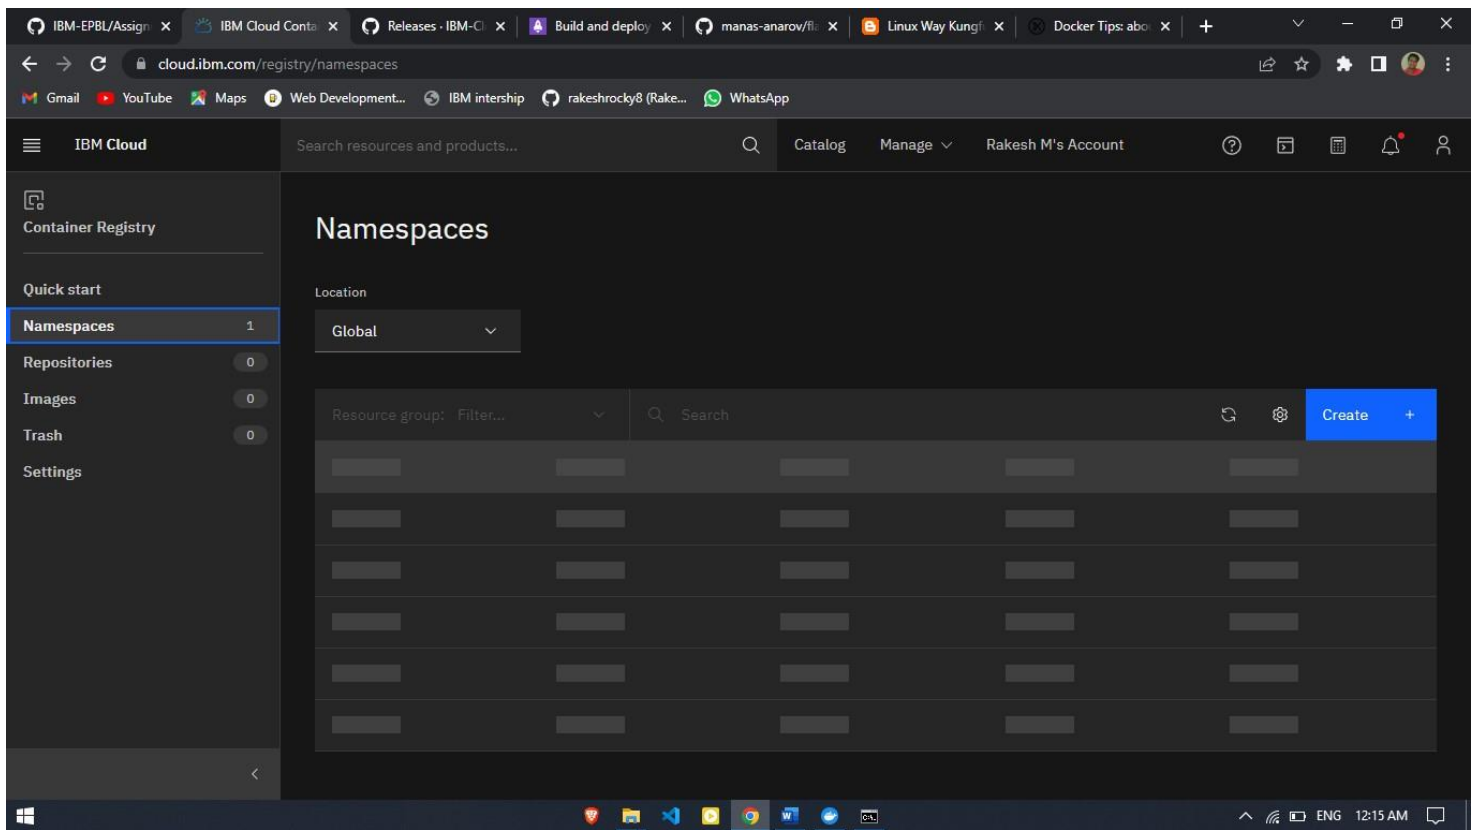 IBM-EPBL/Assign
IBM Cloud Conta
Releases · IBM-Cl
Build and deploy
manas-anarov/fla
Linux Way Kungf
Docker Tips: abo
cloud.ibm.com/registry/namespaces
Gmail
YouTube
Maps
Web Development...
IBM intership
rakeshrocky8 (Rake...
WhatsApp
IBM Cloud
Search resources and products...
Catalog
Manage
Rakesh M's Account
Container Registry
Quick start
Namespaces 1
Repositories 0
Images 0
Trash 0
Settings
Namespaces
Location
Global
Resource group: Filter...
Search
Create +
ENG 12:15 AM